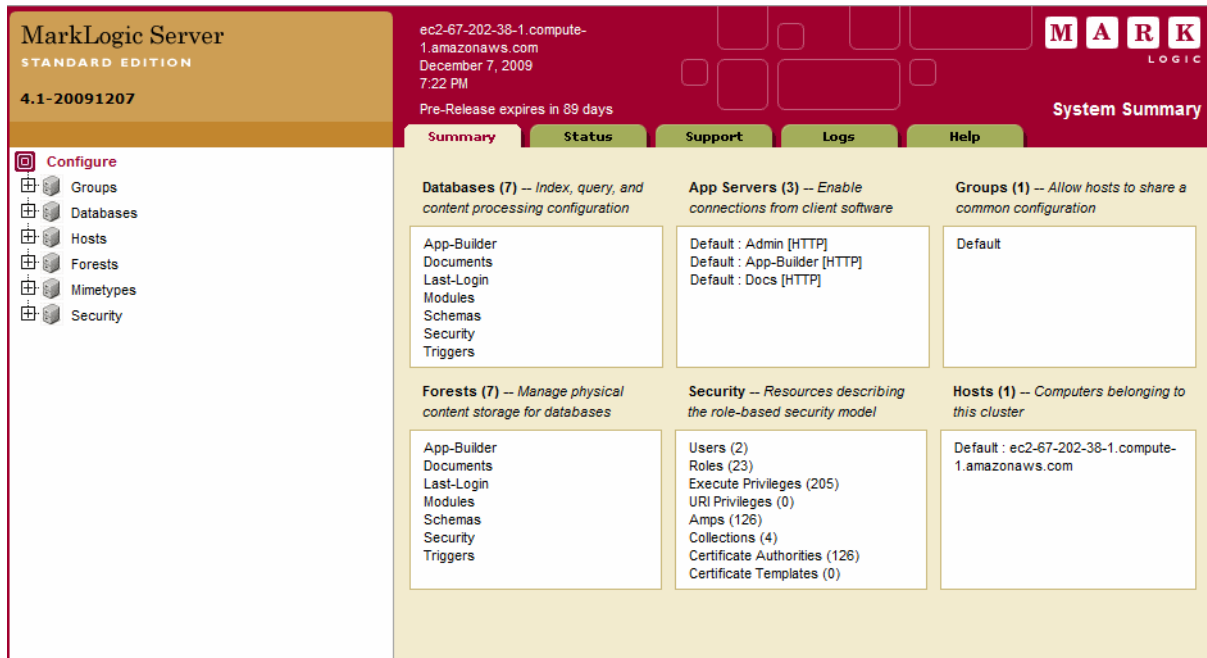 MarkLogic Server
STANDARD EDITION
4.1-20091207
ec2-67-202-38-1.compute-
1.amazonaws.com
December 7, 2009
7:22 PM
Pre-Release expires in 89 days
MARK
LOGIC
System Summary
Summary
Status
Support
Logs
Help
Configure
Groups
Databases
Hosts
Forests
Mimetypes
Security
Databases (7) -- Index, query, and
content processing configuration
App-Builder
Documents
Last-Login
Modules
Schemas
Security
Triggers
App Servers (3) -- Enable
connections from client software
Default : Admin [HTTP]
Default : App-Builder [HTTP]
Default : Docs [HTTP]
Groups (1) -- Allow hosts to share a
common configuration
Default
Forests (7) -- Manage physical
content storage for databases
App-Builder
Documents
Last-Login
Modules
Schemas
Security
Triggers
Security -- Resources describing
the role-based security model
Users (2)
Roles (23)
Execute Privileges (205)
URI Privileges (0)
Amps (126)
Collections (4)
Certificate Authorities (126)
Certificate Templates (0)
Hosts (1) -- Computers belonging to
this cluster
Default : ec2-67-202-38-1.compute-
1.amazonaws.com